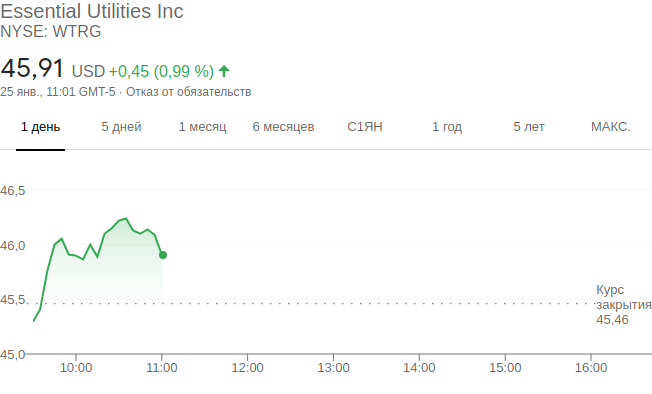 Essential Utilities Inc
NYSE: WTRG
45,91 USD +0,45 (0,99 %)
25 янв., 11:01 GMT-5 · Отказ от обязательств
1 день 5 дней 1 месяц 6 месяцев С1ЯН 1 год 5 лет МАКС.
46,5
46,0
45,5
Курс
закрытия
45,46
45,0
10:00 11:00 12:00 13:00 14:00 15:00 16:00